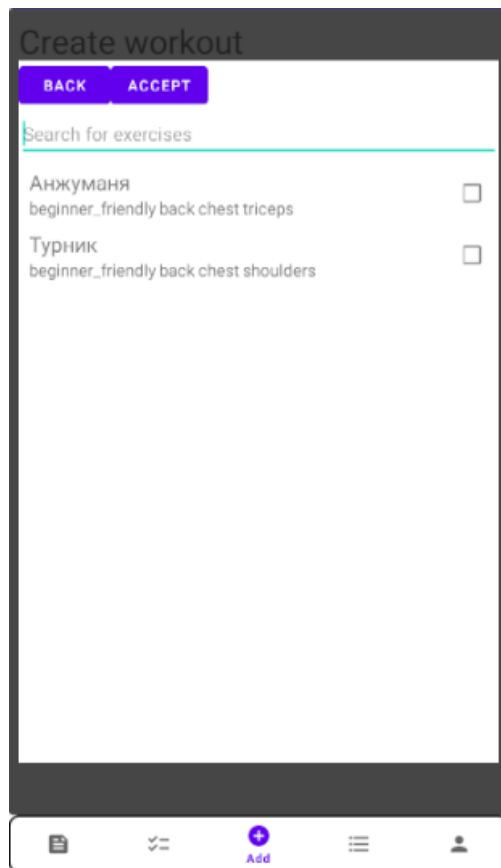 Create workout
BACK ACCEPT
Search for exercises
Анжуманя
beginner_friendly back chest triceps
Турник
beginner_friendly back chest shoulders
Add